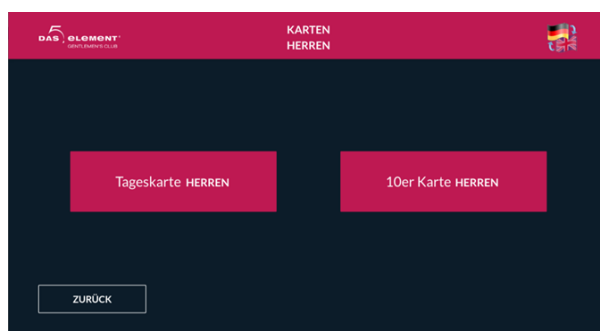 DAS 5. eLement
GENTLEMEN'S CLUB
KARTEN
HERREN
Tageskarte HERREN
10er Karte HERREN
ZURÜCK